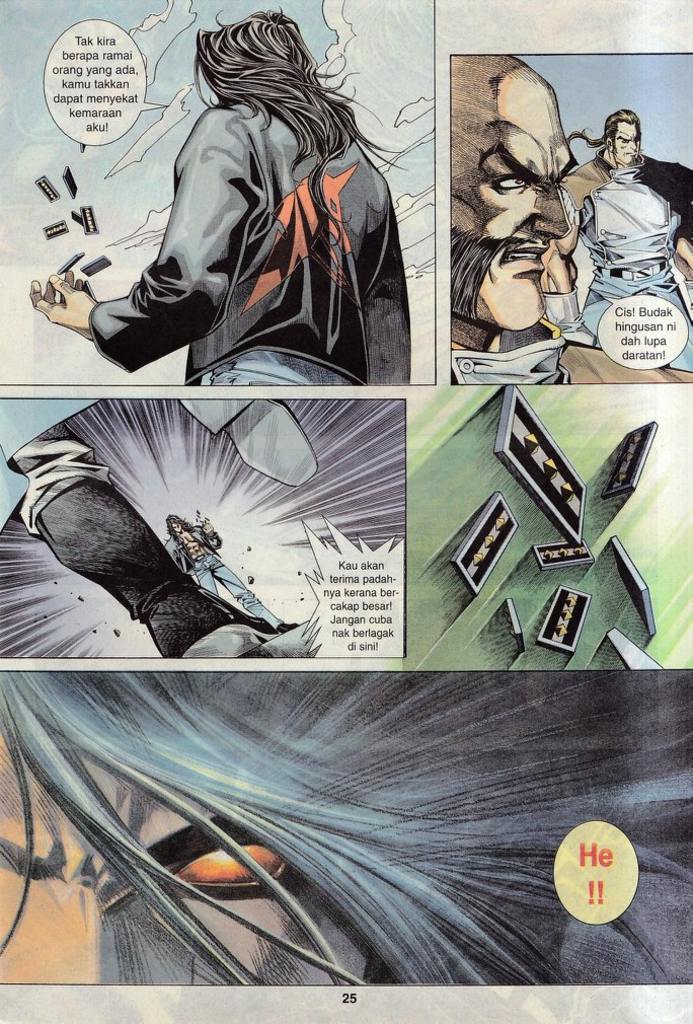 Tak kira
berapa ramai
orang yang ada,
kamu takkan
dapat menyekat
kemaraan
aku!
Cis! Budak
hingusan ni
dah lupa
daratan!
Kau akan
terima padah-
nya kerana ber-
cakap besar!
Jangan cuba
nak berlagak
di sini!
He
!!
25